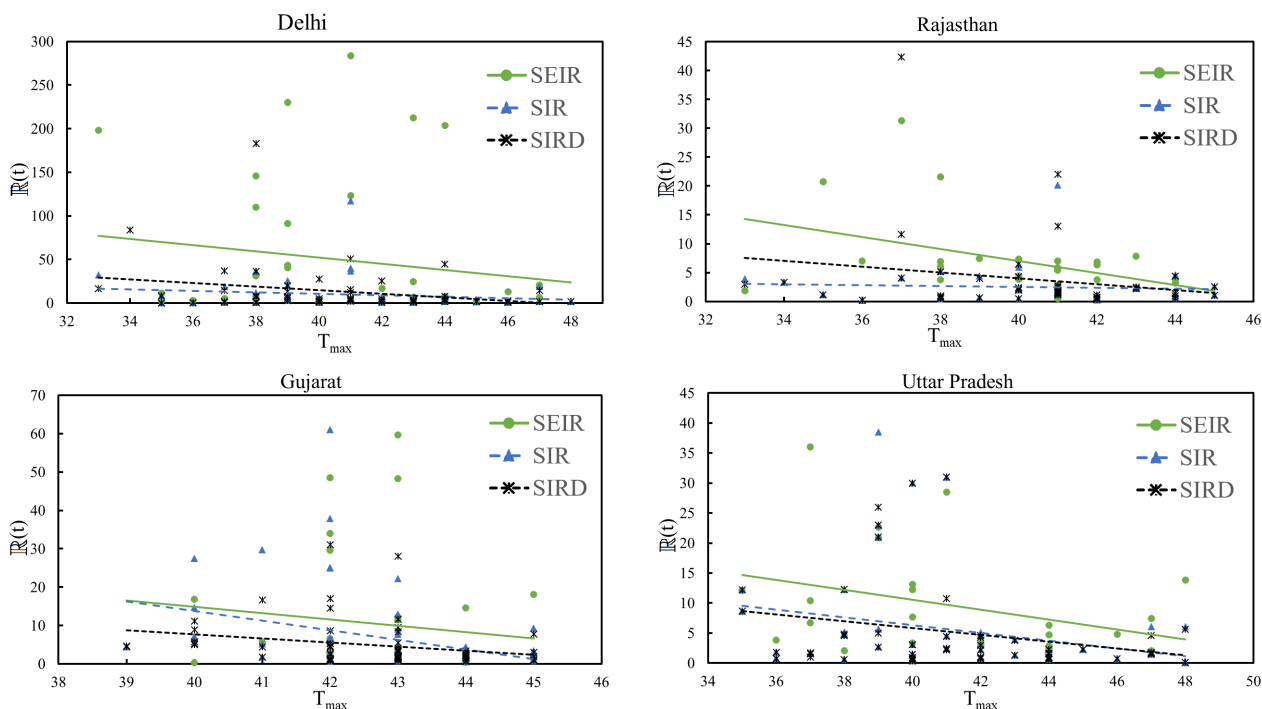 Delhi
300
250
200
150
100
50
0
32 34 36 38 40 42 44 46 48
ℝ(t)
T_max
SEIR
SIR
SIRD
Rajasthan
45
40
35
30
25
20
15
10
5
0
32 34 36 38 40 42 44 46
ℝ(t)
T_max
SEIR
SIR
SIRD
Gujarat
70
60
50
40
30
20
10
0
38 39 40 41 42 43 44 45 46
ℝ(t)
T_max
SEIR
SIR
SIRD
Uttar Pradesh
45
40
35
30
25
20
15
10
5
0
34 36 38 40 42 44 46 48 50
ℝ(t)
T_max
SEIR
SIR
SIRD